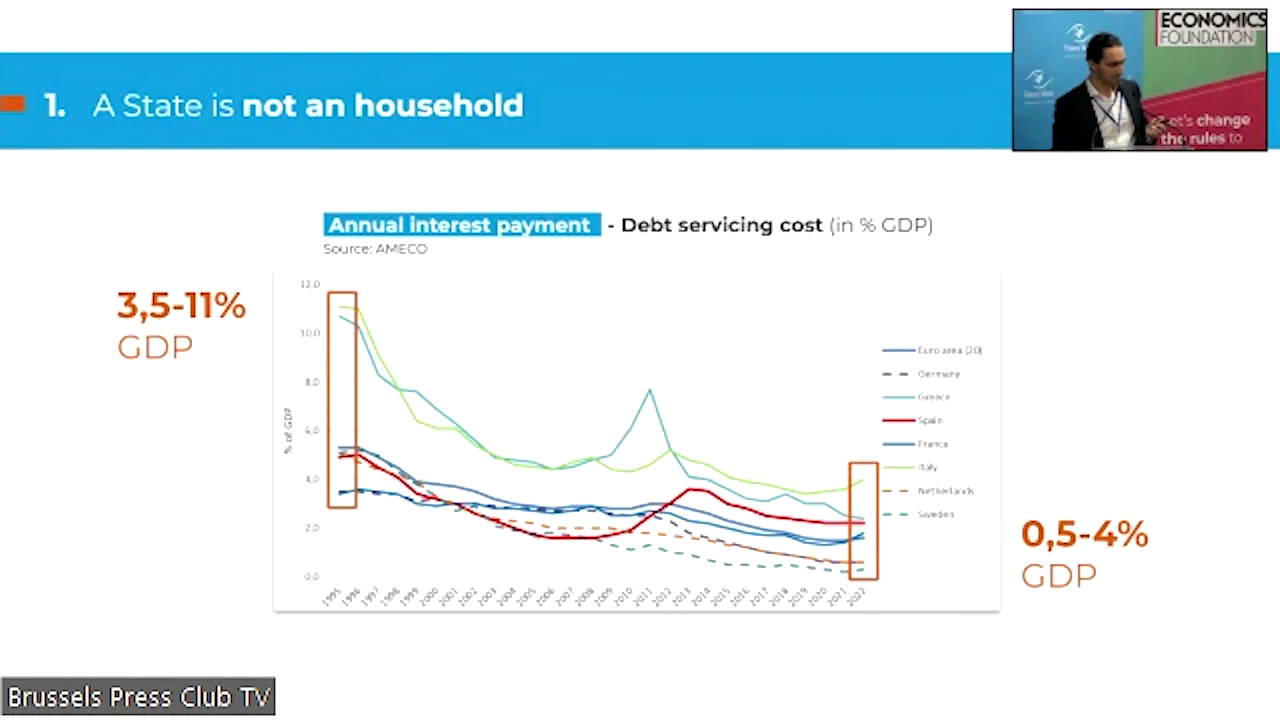 1. A State is not an household
ECONOMICS
FOUNDATION
Let's change
the rules to
Annual interest payment - Debt servicing cost (in % GDP)
Source: AMECO
3,5-11%
GDP
12,0
10,0
8,0
6,0
4,0
2,0
0,0
% of GDP
1995 1996 1997 1998 1999 2000 2001 2002 2003 2004 2005 2006 2007 2008 2009 2010 2011 2012 2013 2014 2015 2016 2017 2018 2019 2020 2021 2022
Euro area (20)
Germany
Greece
Spain
France
Italy
Netherlands
Sweden
0,5-4%
GDP
Brussels Press Club TV